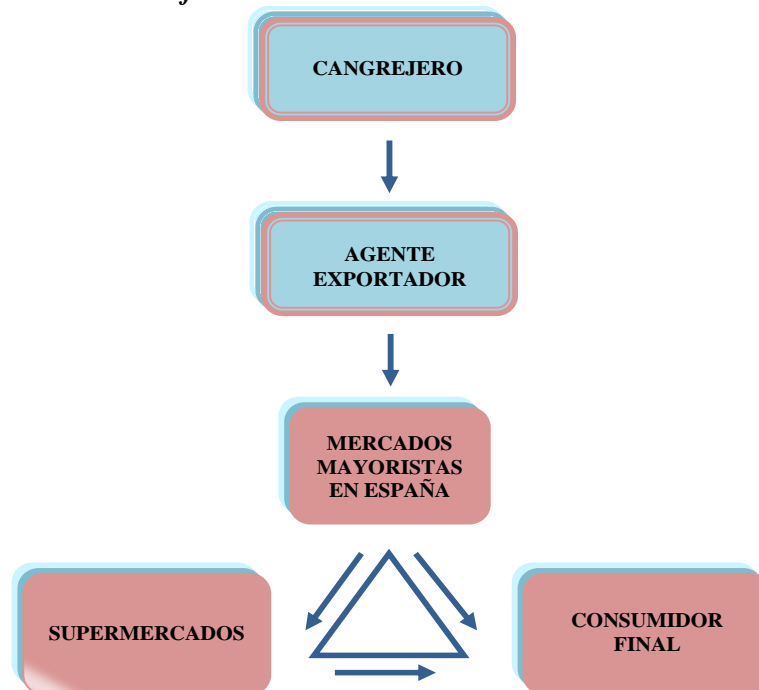 CANGREJERO
AGENTE
EXPORTADOR
MERCADOS
MAYORISTAS
EN ESPAÑA
SUPERMERCADOS
CONSUMIDOR
FINAL